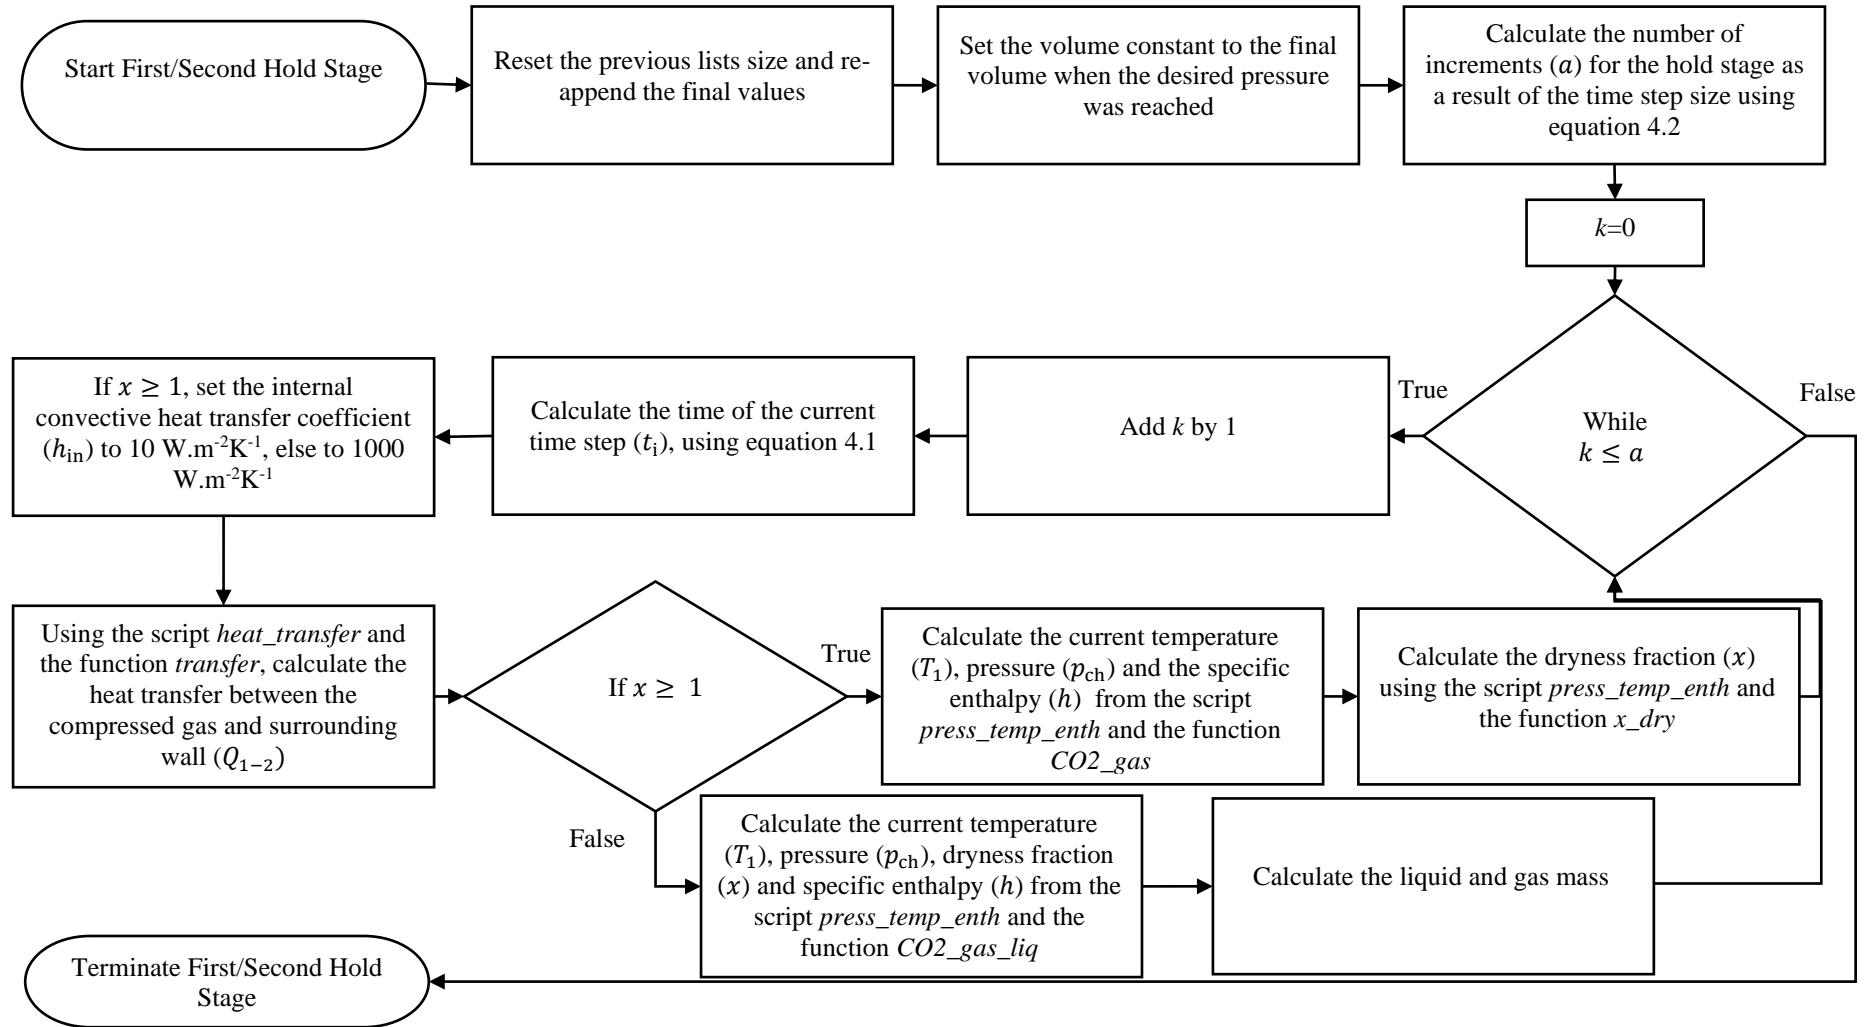 Start First/Second Hold Stage
Reset the previous lists size and re-
append the final values
Set the volume constant to the final
volume when the desired pressure
was reached
Calculate the number of
increments (𝑎) for the hold stage as
a result of the time step size using
equation 4.2
k=0
While
𝑘 ≤ 𝑎
True
False
Add k by 1
Calculate the time of the current
time step (𝑡ᵢ), using equation 4.1
If 𝑥 ≥ 1, set the internal
convective heat transfer coefficient
(ℎ_in) to 10 W.m⁻²K⁻¹, else to 1000
W.m⁻²K⁻¹
Using the script heat_transfer and
the function transfer, calculate the
heat transfer between the
compressed gas and surrounding
wall (𝑄₁₋₂)
If 𝑥 ≥ 1
True
False
Calculate the current temperature
(𝑇₁), pressure (𝑝_ch) and the specific
enthalpy (ℎ) from the script
press_temp_enth and the function
CO2_gas
Calculate the dryness fraction (𝑥)
using the script press_temp_enth and
the function x_dry
Calculate the current temperature
(𝑇₁), pressure (𝑝_ch), dryness fraction
(𝑥) and specific enthalpy (ℎ) from the
script press_temp_enth and the
function CO2_gas_liq
Calculate the liquid and gas mass
Terminate First/Second Hold
Stage